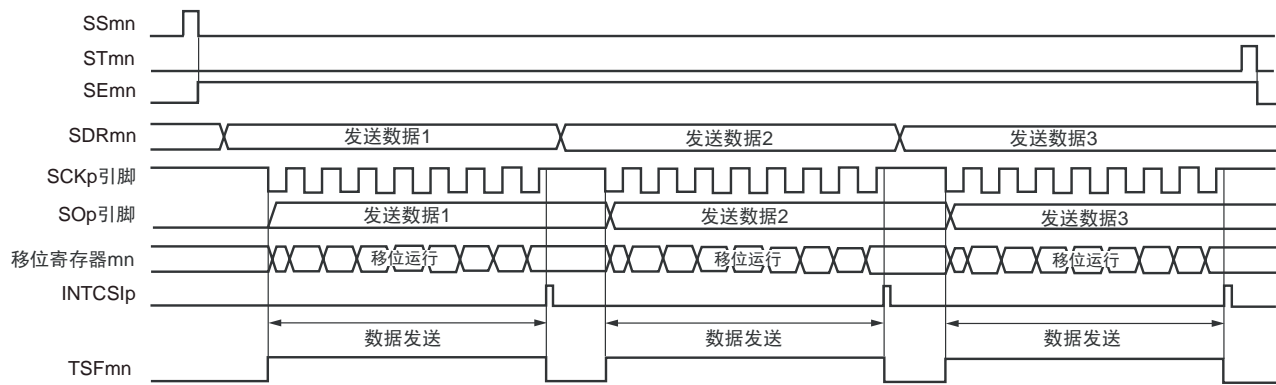 SSmn
STmn
SEmn
SDRmn 发送数据1 发送数据2 发送数据3
SCKp引脚
SOp引脚 发送数据1 发送数据2 发送数据3
移位寄存器mn 移位运行 移位运行 移位运行
INTCSIp
数据发送 数据发送 数据发送
TSFmn